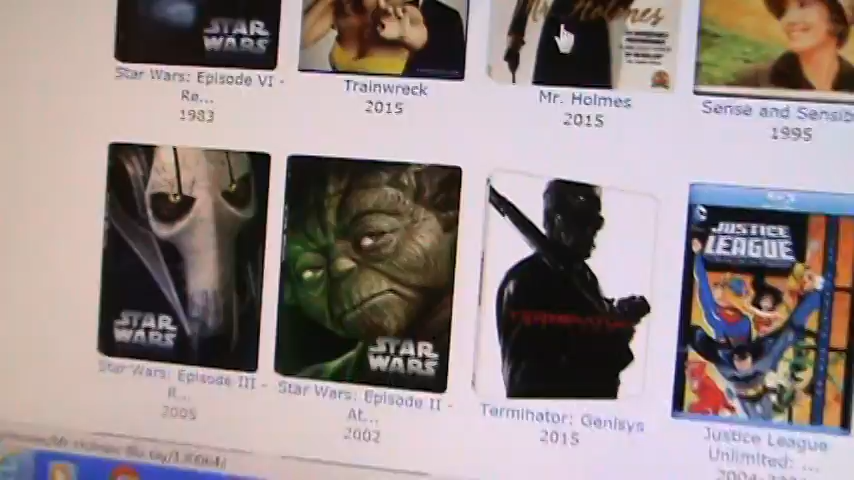 STAR
WARS
Star Wars: Episode VI -
Re...
1983
Trainwreck
2015
Mr. Holmes
Mr. Holmes
2015
Sense and Sensib
1995
STAR
WARS
Star Wars: Episode III -
R...
2005
STAR
WARS
Star Wars: Episode II -
At...
2002
Terminator: Genisys
2015
JUSTICE
LEAGUE
Justice League
Unlimited: ...